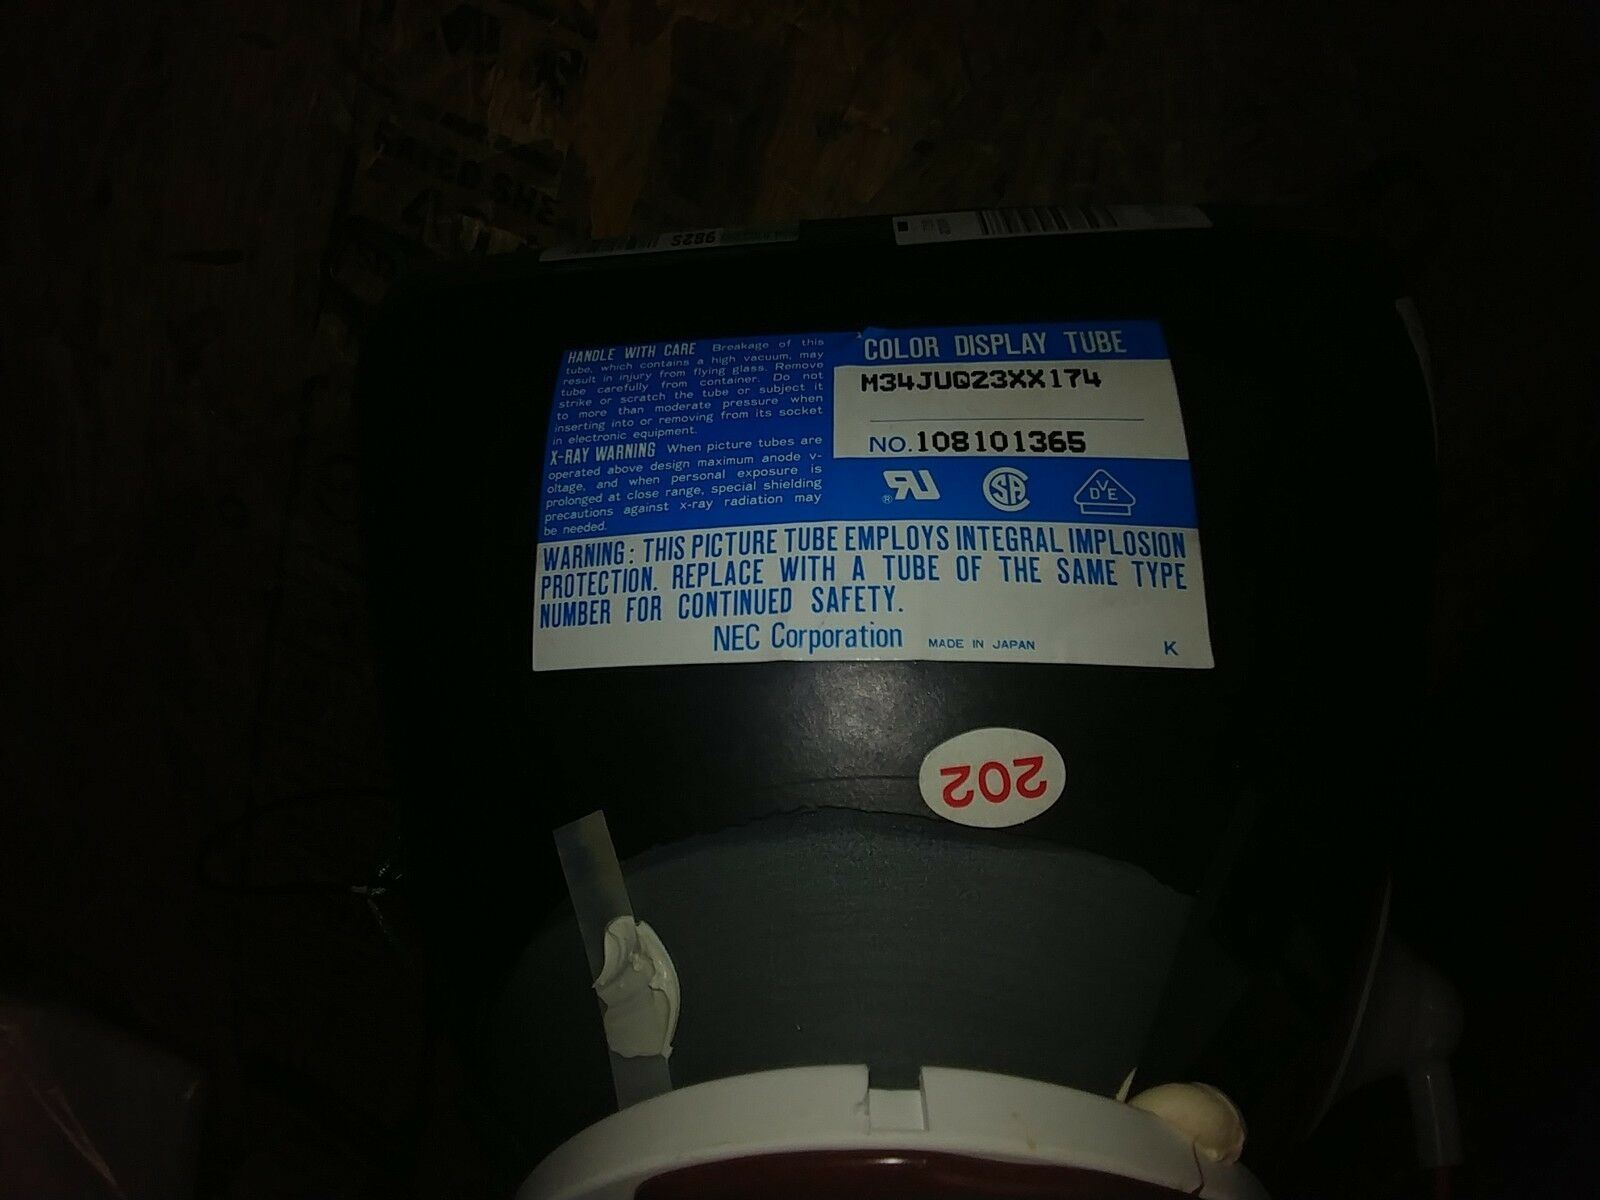 9825
HANDLE WITH CARE Breakage of this
tube, which contains a high vacuum, may
result in injury from flying glass. Remove
tube carefully from container. Do not
strike or scratch the tube or subject it
to more than moderate pressure when
inserting into or removing from its socket
in electronic equipment.
X-RAY WARNING When picture tubes are
operated above design maximum anode v-
oltage, and when personal exposure is
prolonged at close range, special shielding
precautions against x-ray radiation may
be needed.
COLOR DISPLAY TUBE
M34JUQ23XX174
NO. 108101365
DVE
WARNING: THIS PICTURE TUBE EMPLOYS INTEGRAL IMPLOSION
PROTECTION. REPLACE WITH A TUBE OF THE SAME TYPE
NUMBER FOR CONTINUED SAFETY.
NEC Corporation MADE IN JAPAN K
202